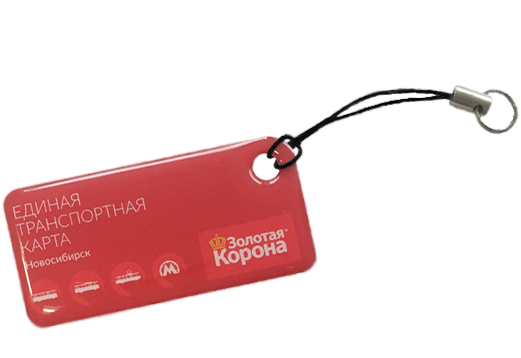 ЕДИНАЯ
ТРАНСПОРТНАЯ
КАРТА
Новосибирск
Золотая
Корона
М